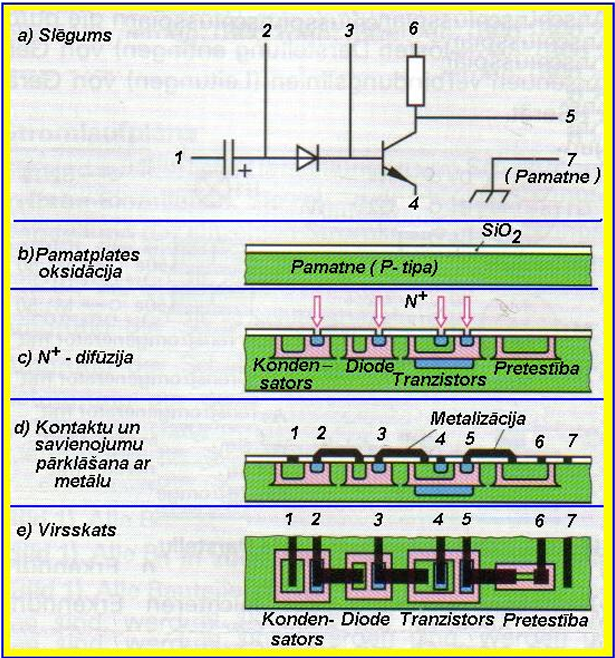 a) Slēgums
2 3 6
1
+
5
7
( Pamatne )
4
b) Pamatplates
oksidācija
SiO2
Pamatne ( P- tipa)
N+
c) N+ - difūzija
Konden-
sators
Diode
Tranzistors
Pretestība
d) Kontaktu un
savienojumu
pārklāšana ar
metālu
Metalizācija
1 2 3 4 5 6 7
e) Virsskats
1 2 3 4 5 6 7
Konden-
sators
Diode Tranzistors Pretestība